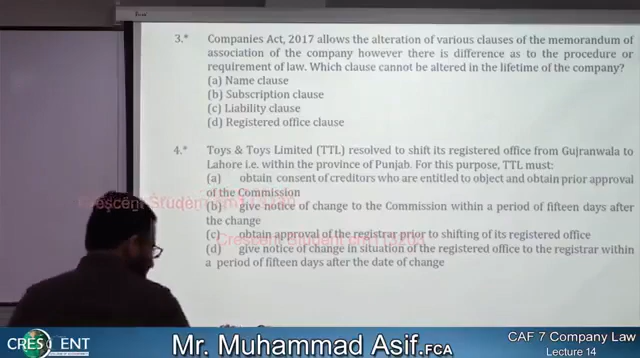 3.* Companies Act, 2017 allows the alteration of various clauses of the memorandum of
association of the company however there is difference as to the procedure or
requirement of law. Which clause cannot be altered in the lifetime of the company?
(a) Name clause
(b) Subscription clause
(c) Liability clause
(d) Registered office clause
4.* Toys & Toys Limited (TTL) resolved to shift its registered office from Gujranwala to
Lahore i.e. within the province of Punjab. For this purpose, TTL must:
(a) obtain consent of creditors who are entitled to object and obtain prior approval
of the Commission
(b) give notice of change to the Commission within a period of fifteen days after
the change
(c) obtain approval of the registrar prior to shifting of its registered office
(d) give notice of change in situation of the registered office to the registrar within
a period of fifteen days after the date of change
Crescent Student
Crescent Student
CRESCENT
Mr. Muhammad Asif.FCA
CAF 7 Company Law
Lecture 14